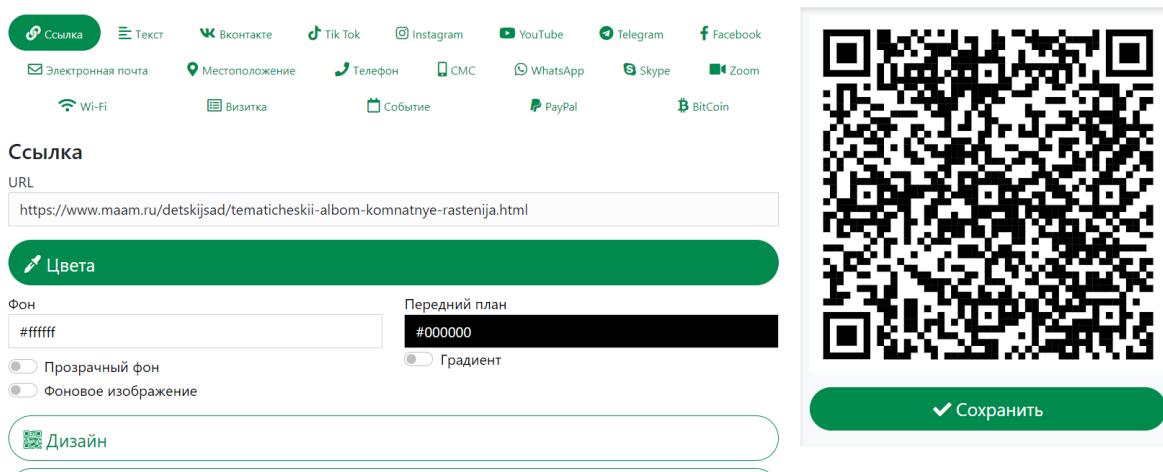 Ссылка Текст Вконтакте Tik Tok Instagram YouTube Telegram Facebook
Электронная почта Местоположение Телефон СМС WhatsApp Skype Zoom
Wi-Fi Визитка Событие PayPal BitCoin
Ссылка
URL
https://www.maam.ru/detskijsad/tematicheskii-albom-komnatnye-rastenija.html
Цвета
Фон Передний план
#ffffff #000000
Прозрачный фон Градиент
Фоновое изображение
Дизайн
Сохранить